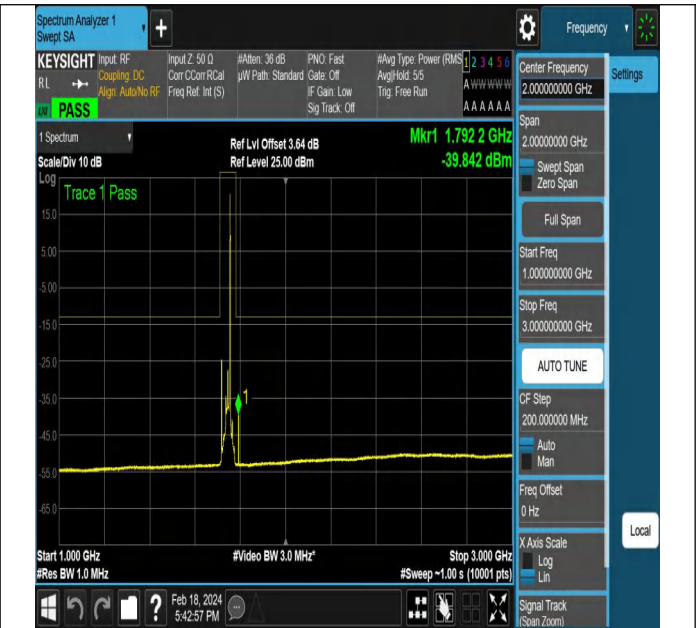 Spectrum Analyzer 1
Swept SA
Frequency
KEYSIGHT
RL
PASS
Input: RF
Coupling: DC
Align: Auto/No RF
Input Z: 50 Ω
Corr CCorr RCal
Freq Ref: Int (S)
#Atten: 36 dB
µW Path: Standard
PNO: Fast
Gate: Off
IF Gain: Low
Sig Track: Off
#Avg Type: Power (RMS
Avg|Hold: 5/5
Trig: Free Run
1 2 3 4 5 6
A W W W W W
A A A A A A
1 Spectrum
Scale/Div 10 dB
Ref Lvl Offset 3.64 dB
Ref Level 25.00 dBm
Mkr1 1.792 2 GHz
-39.842 dBm
Log
Trace 1 Pass
15.0
5.00
-5.00
-15.0
-25.0
-35.0
-45.0
-55.0
-65.0
1
Start 1.000 GHz
#Res BW 1.0 MHz
#Video BW 3.0 MHz*
Stop 3.000 GHz
#Sweep ~1.00 s (10001 pts)
?
Feb 18, 2024
5:42:57 PM
Center Frequency
2.000000000 GHz
Settings
Span
2.00000000 GHz
Swept Span
Zero Span
Full Span
Start Freq
1.000000000 GHz
Stop Freq
3.000000000 GHz
AUTO TUNE
CF Step
200.000000 MHz
Auto
Man
Freq Offset
0 Hz
X Axis Scale
Log
Lin
Signal Track
(Span Zoom)
Local